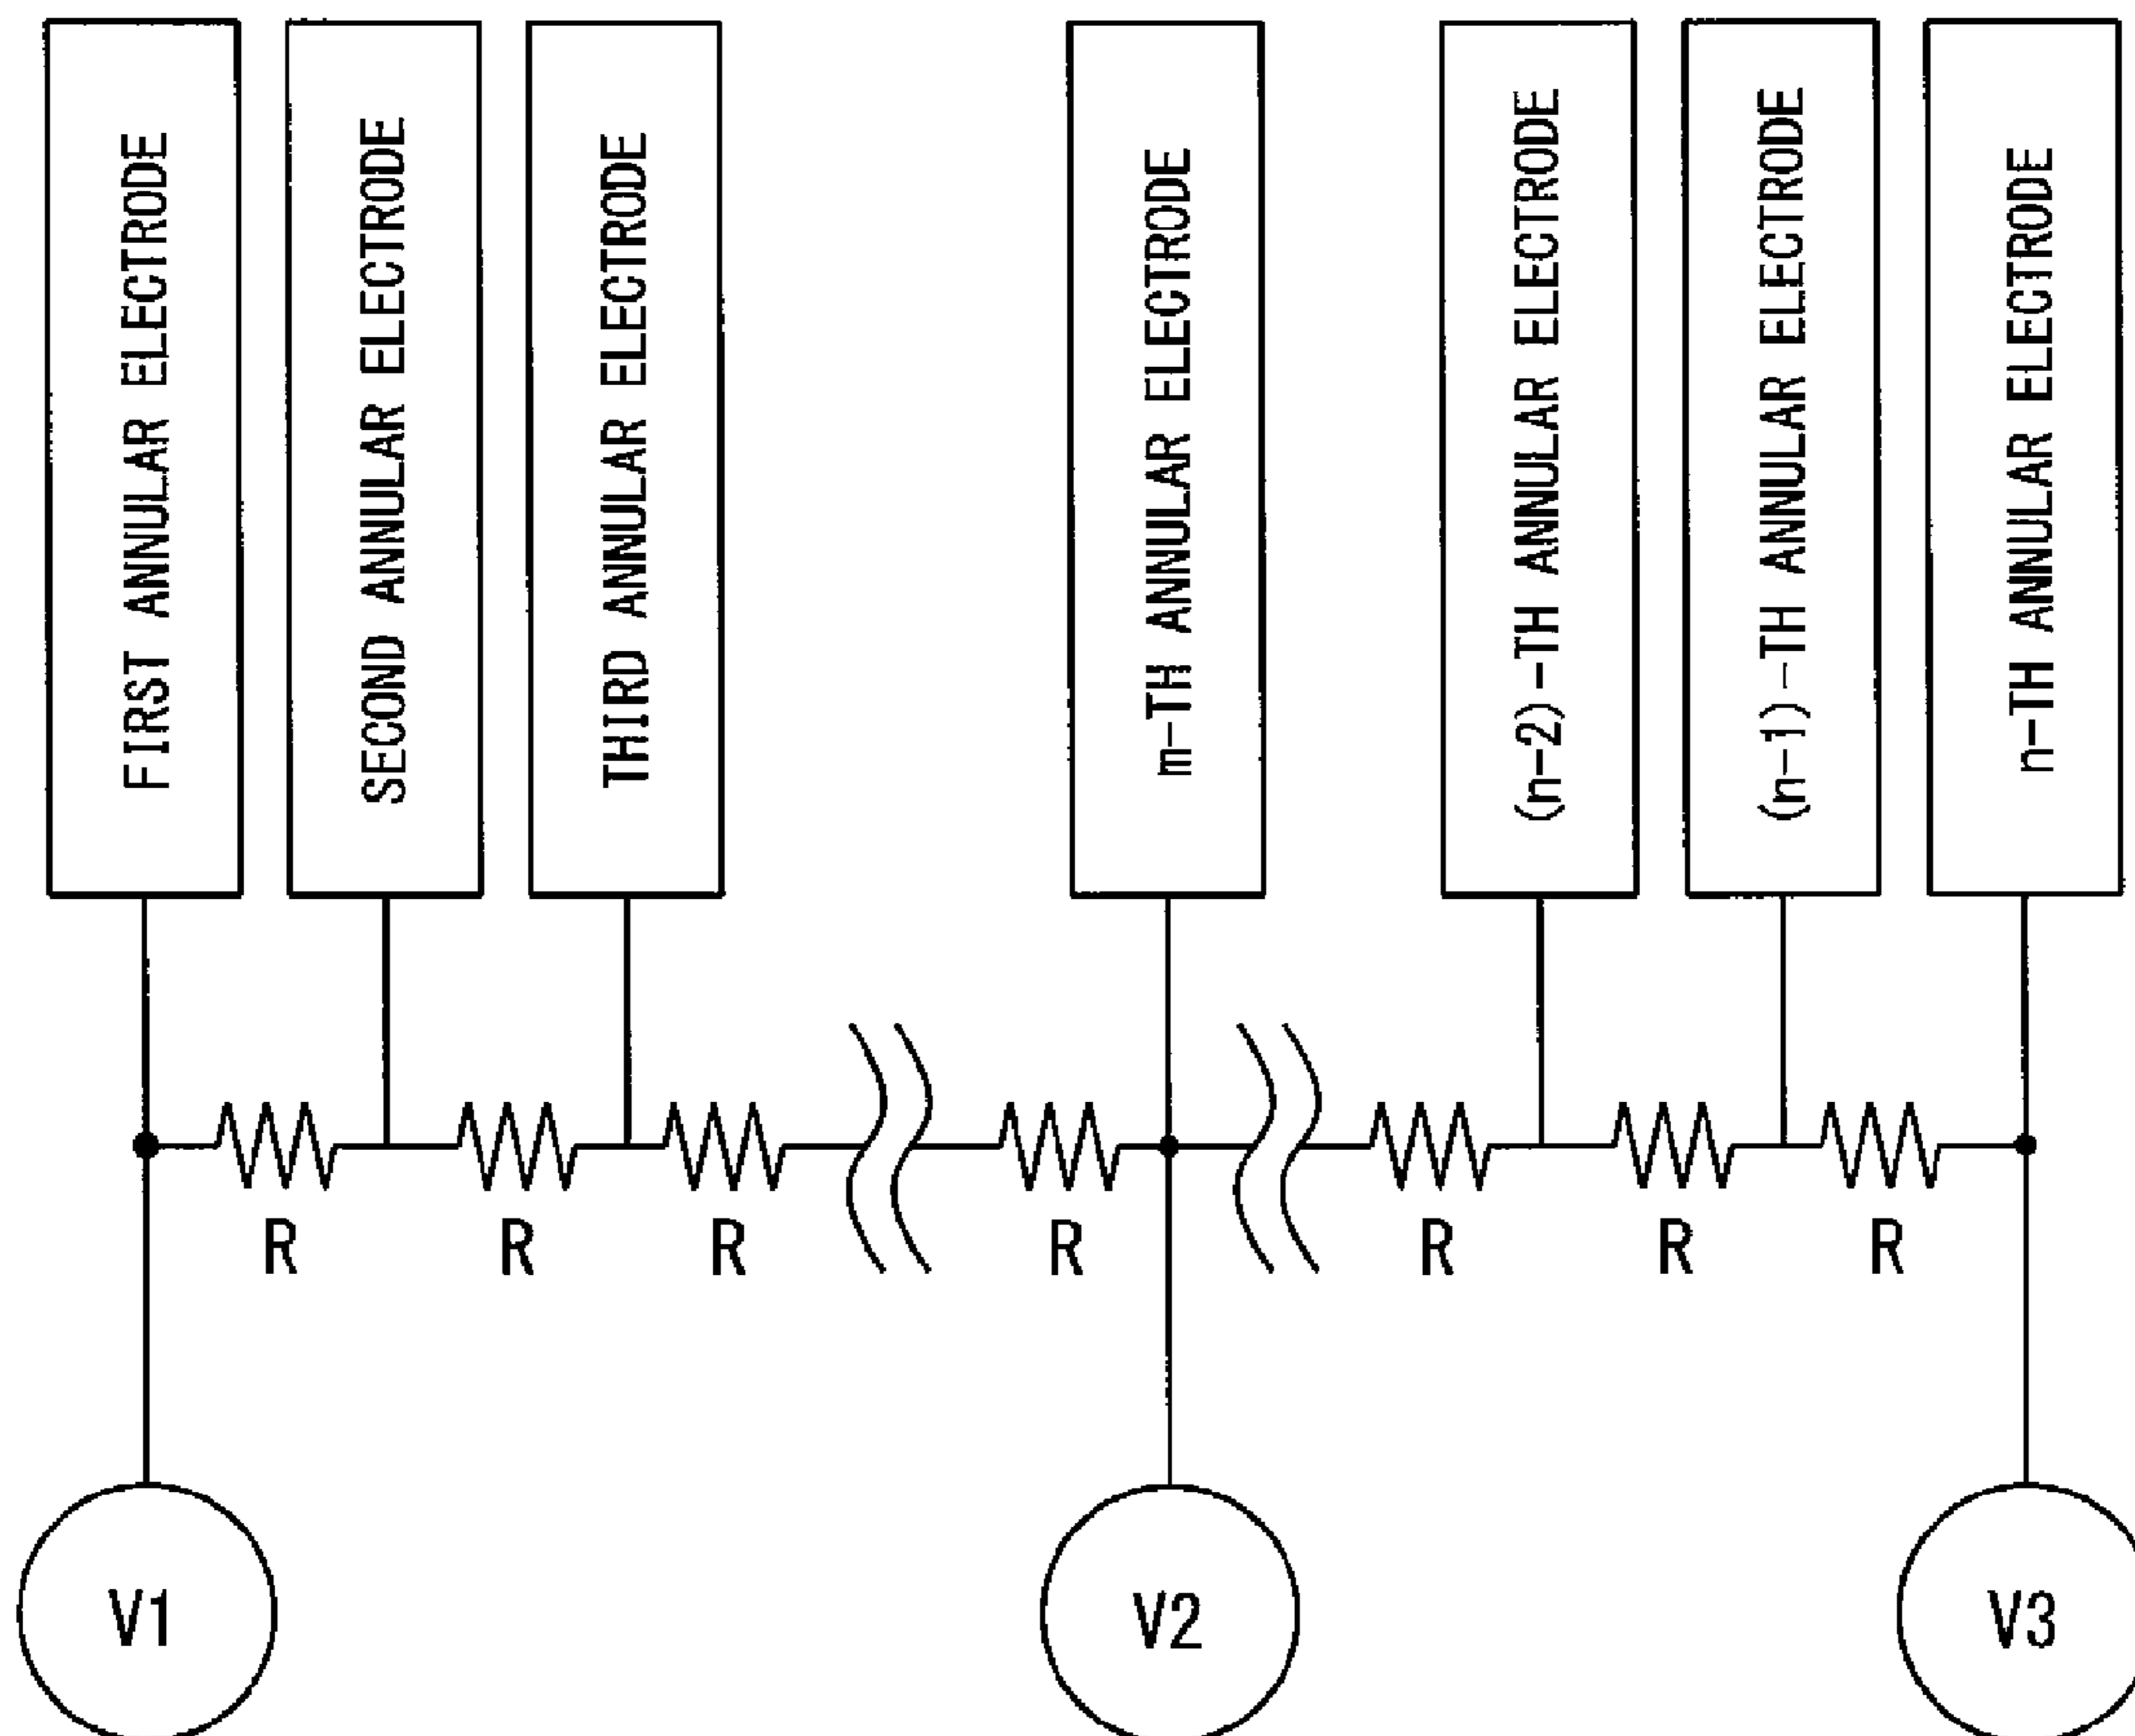 FIRST ANNULAR ELECTRODE
SECOND ANNULAR ELECTRODE
THIRD ANNULAR ELECTRODE
m-TH ANNULAR ELECTRODE
(n-2)-TH ANNULAR ELECTRODE
(n-1)-TH ANNULAR ELECTRODE
n-TH ANNULAR ELECTRODE
R R R R R R R
V1 V2 V3